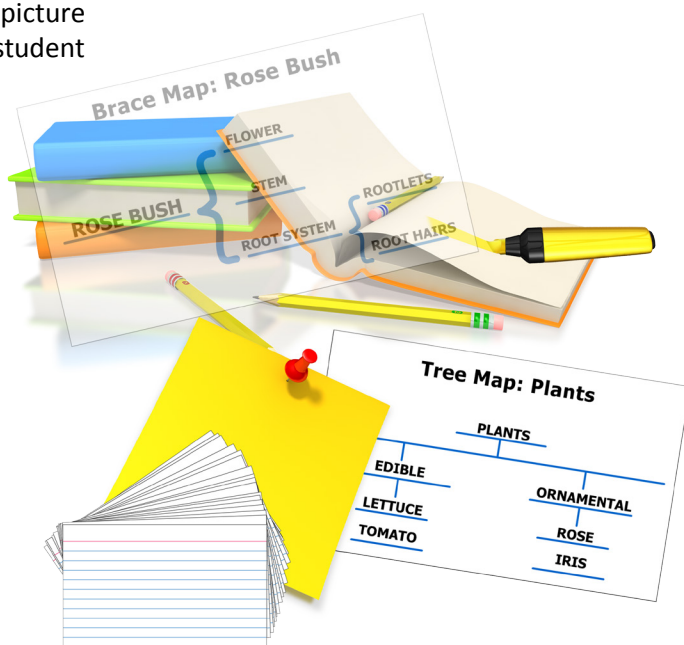 picture
student
Brace Map: Rose Bush
FLOWER
STEM
ROSE BUSH
ROOT SYSTEM
ROOTLETS
ROOT HAIRS
Tree Map: Plants
PLANTS
EDIBLE
LETTUCE
TOMATO
ORNAMENTAL
ROSE
IRIS